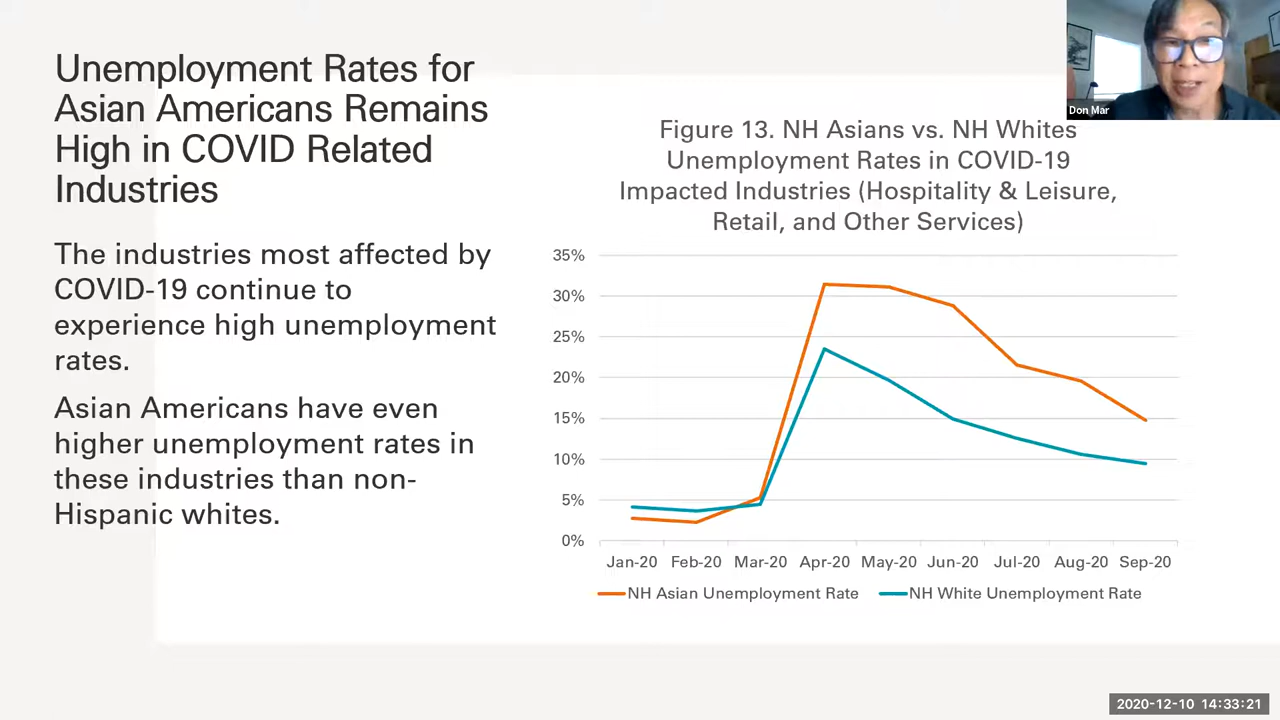 Unemployment Rates for
Asian Americans Remains
High in COVID Related
Industries
The industries most affected by
COVID-19 continue to
experience high unemployment
rates.
Asian Americans have even
higher unemployment rates in
these industries than non-
Hispanic whites.
Don Mar
Figure 13. NH Asians vs. NH Whites
Unemployment Rates in COVID-19
Impacted Industries (Hospitality & Leisure,
Retail, and Other Services)
35%
30%
25%
20%
15%
10%
5%
0%
Jan-20 Feb-20 Mar-20 Apr-20 May-20 Jun-20 Jul-20 Aug-20 Sep-20
NH Asian Unemployment Rate NH White Unemployment Rate
2020-12-10 14:33:21